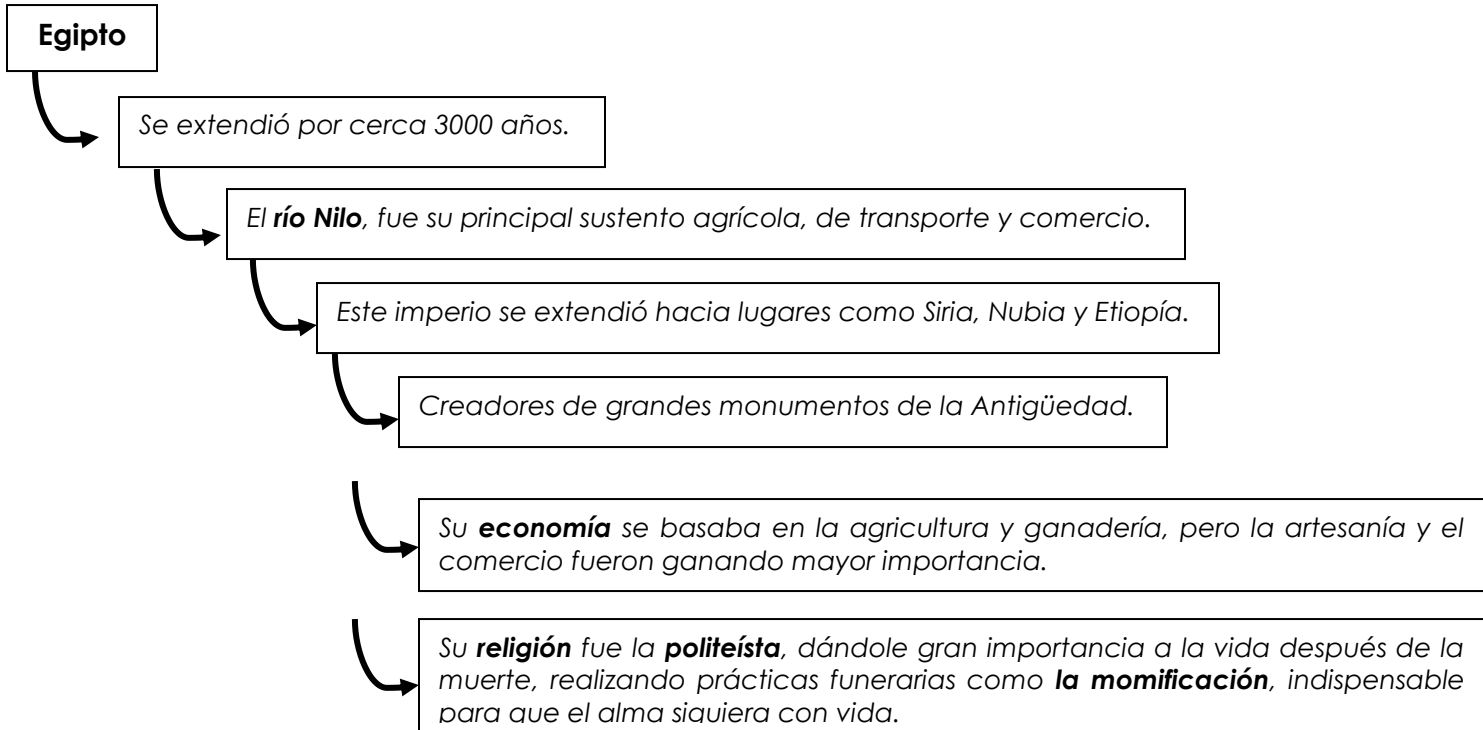 Egipto
Se extendió por cerca 3000 años.
El río Nilo, fue su principal sustento agrícola, de transporte y comercio.
Este imperio se extendió hacia lugares como Siria, Nubia y Etiopía.
Creadores de grandes monumentos de la Antigüedad.
Su economía se basaba en la agricultura y ganadería, pero la artesanía y el
comercio fueron ganando mayor importancia.
Su religión fue la politeísta, dándole gran importancia a la vida después de la
muerte, realizando prácticas funerarias como la momificación, indispensable
para que el alma siguiera con vida.